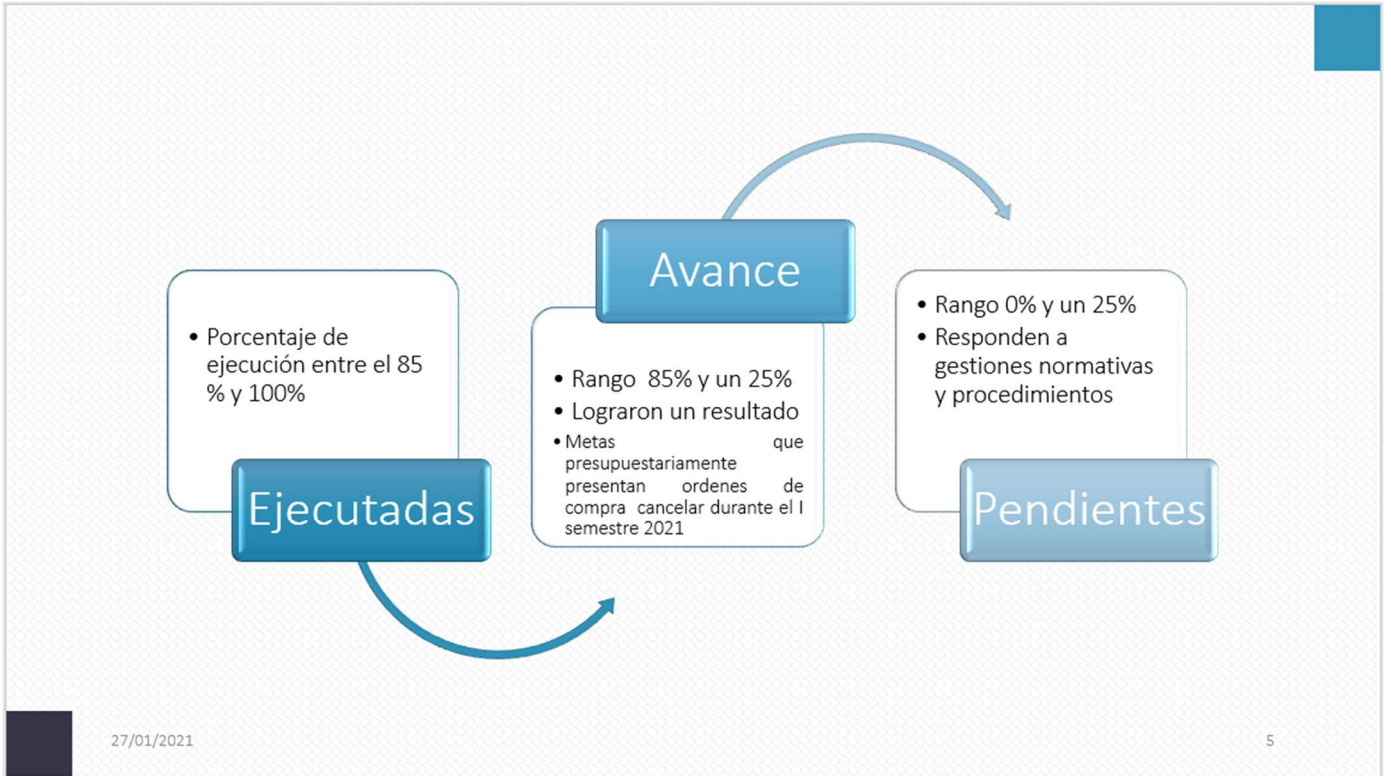 • Porcentaje de
ejecución entre el 85
% y 100%
Ejecutadas
Avance
• Rango 85% y un 25%
• Lograron un resultado
• Metas que
presupuestariamente
presentan ordenes de
compra cancelar durante el I
semestre 2021
• Rango 0% y un 25%
• Responden a
gestiones normativas
y procedimientos
Pendientes
27/01/2021
5